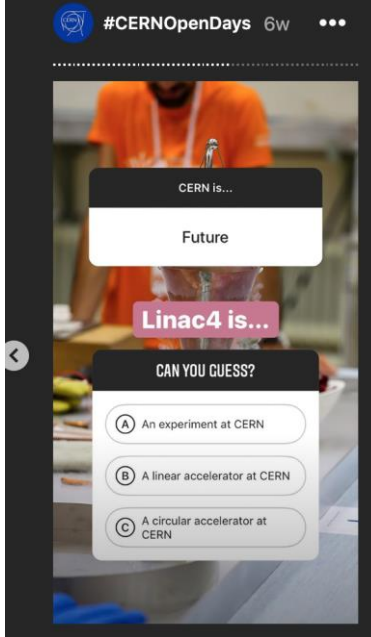 CERN
#CERNOpenDays 6w
CERN is...
Future
Linac4 is...
CAN YOU GUESS?
A An experiment at CERN
B A linear accelerator at CERN
C A circular accelerator at
CERN